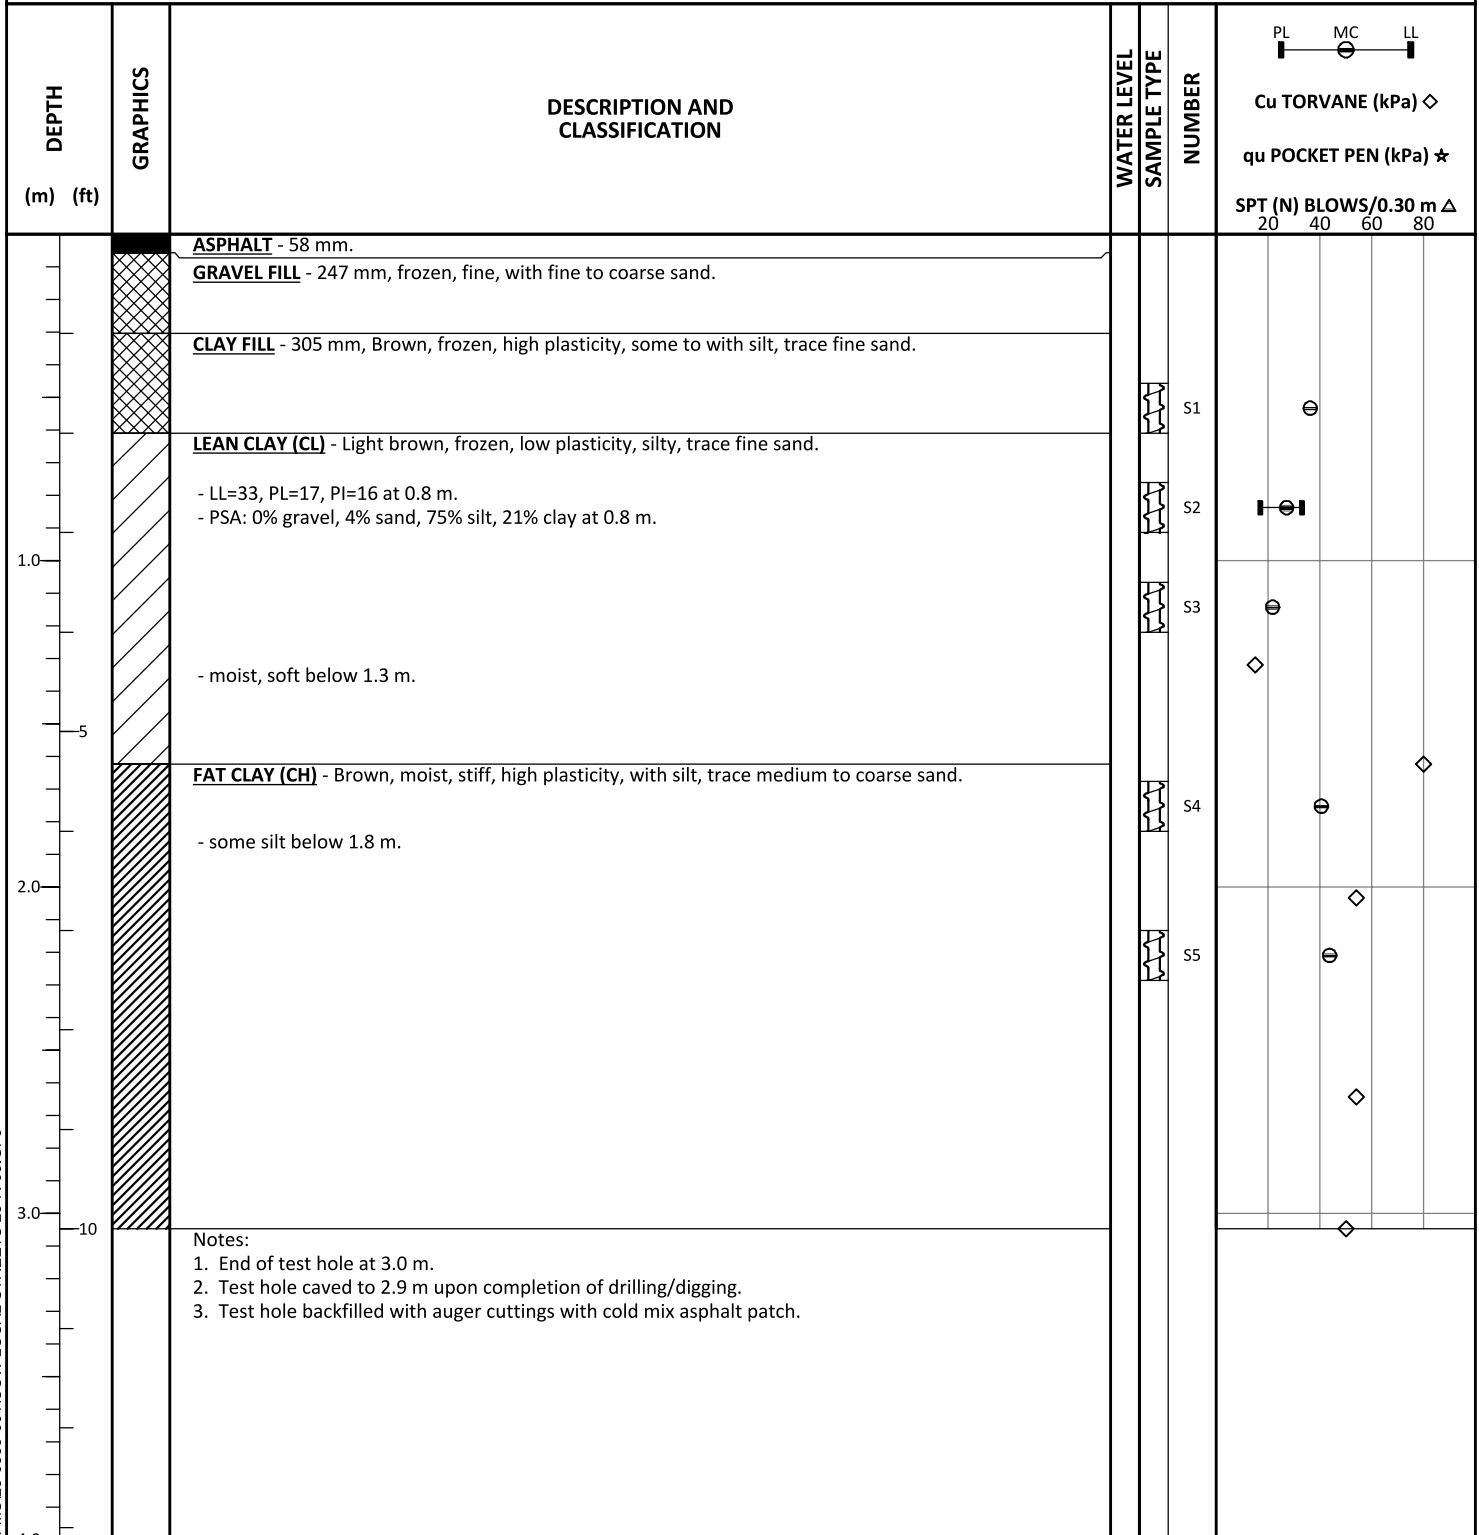 DEPTH
(m) (ft)
GRAPHICS
DESCRIPTION AND
CLASSIFICATION
WATER LEVEL
SAMPLE TYPE
NUMBER
PL MC LL
Cu TORVANE (kPa)
qu POCKET PEN (kPa)
SPT (N) BLOWS/0.30 m
20 40 60 80
ASPHALT - 58 mm.
GRAVEL FILL - 247 mm, frozen, fine, with fine to coarse sand.
CLAY FILL - 305 mm, Brown, frozen, high plasticity, some to with silt, trace fine sand.
S1
LEAN CLAY (CL) - Light brown, frozen, low plasticity, silty, trace fine sand.
- LL=33, PL=17, PI=16 at 0.8 m.
S2
- PSA: 0% gravel, 4% sand, 75% silt, 21% clay at 0.8 m.
1.0
S3
- moist, soft below 1.3 m.
5
FAT CLAY (CH) - Brown, moist, stiff, high plasticity, with silt, trace medium to coarse sand.
S4
- some silt below 1.8 m.
2.0
S5
3.0
10
Notes:
1. End of test hole at 3.0 m.
2. Test hole caved to 2.9 m upon completion of drilling/digging.
3. Test hole backfilled with auger cuttings with cold mix asphalt patch.